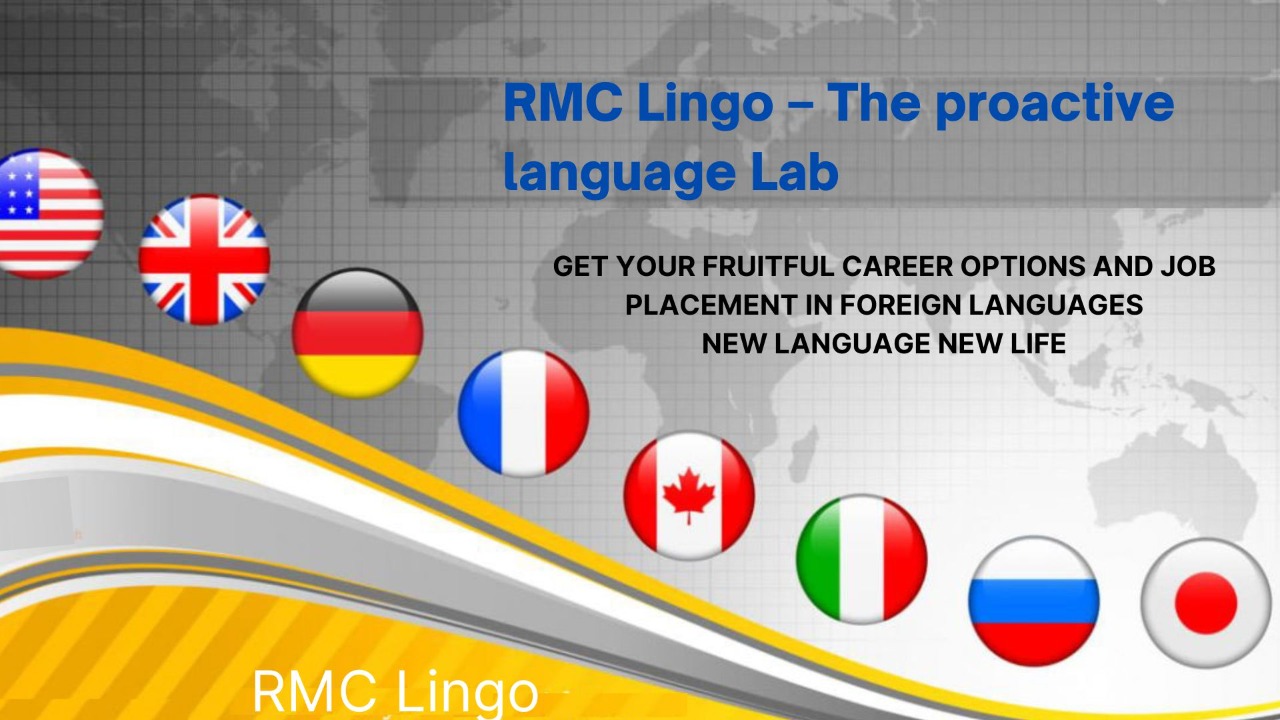 RMC Lingo – The proactive
language Lab
GET YOUR FRUITFUL CAREER OPTIONS AND JOB
PLACEMENT IN FOREIGN LANGUAGES
NEW LANGUAGE NEW LIFE
RMC Lingo